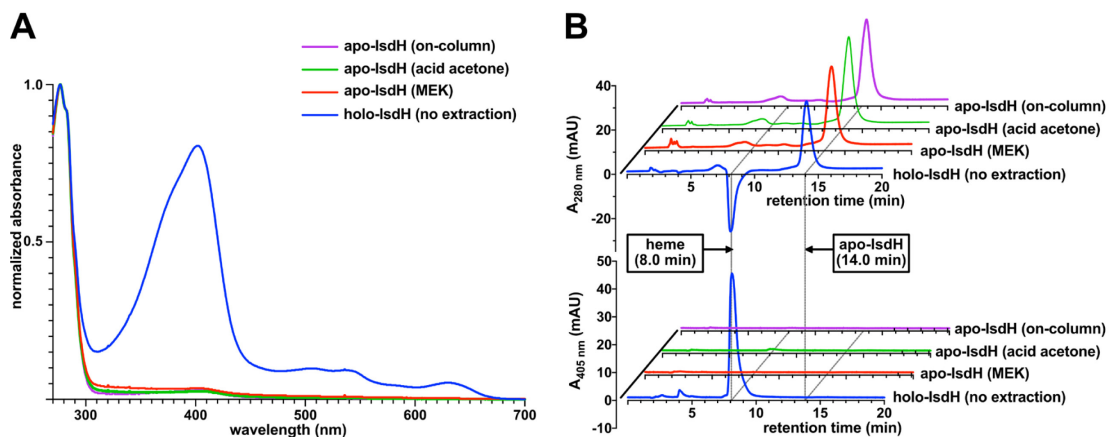 A
apo-IsdH (on-column)
apo-IsdH (acid acetone)
apo-IsdH (MEK)
holo-IsdH (no extraction)
1.0
0.5
normalized absorbance
300
400
500
600
700
wavelength (nm)
B
40
20
0
-20
A280 nm (mAU)
apo-IsdH (on-column)
apo-IsdH (acid acetone)
apo-IsdH (MEK)
holo-IsdH (no extraction)
5
10
15
20
retention time (min)
heme
(8.0 min)
apo-IsdH
(14.0 min)
50
40
30
20
10
0
A405 nm (mAU)
apo-IsdH (on-column)
apo-IsdH (acid acetone)
apo-IsdH (MEK)
holo-IsdH (no extraction)
5
10
15
20
retention time (min)